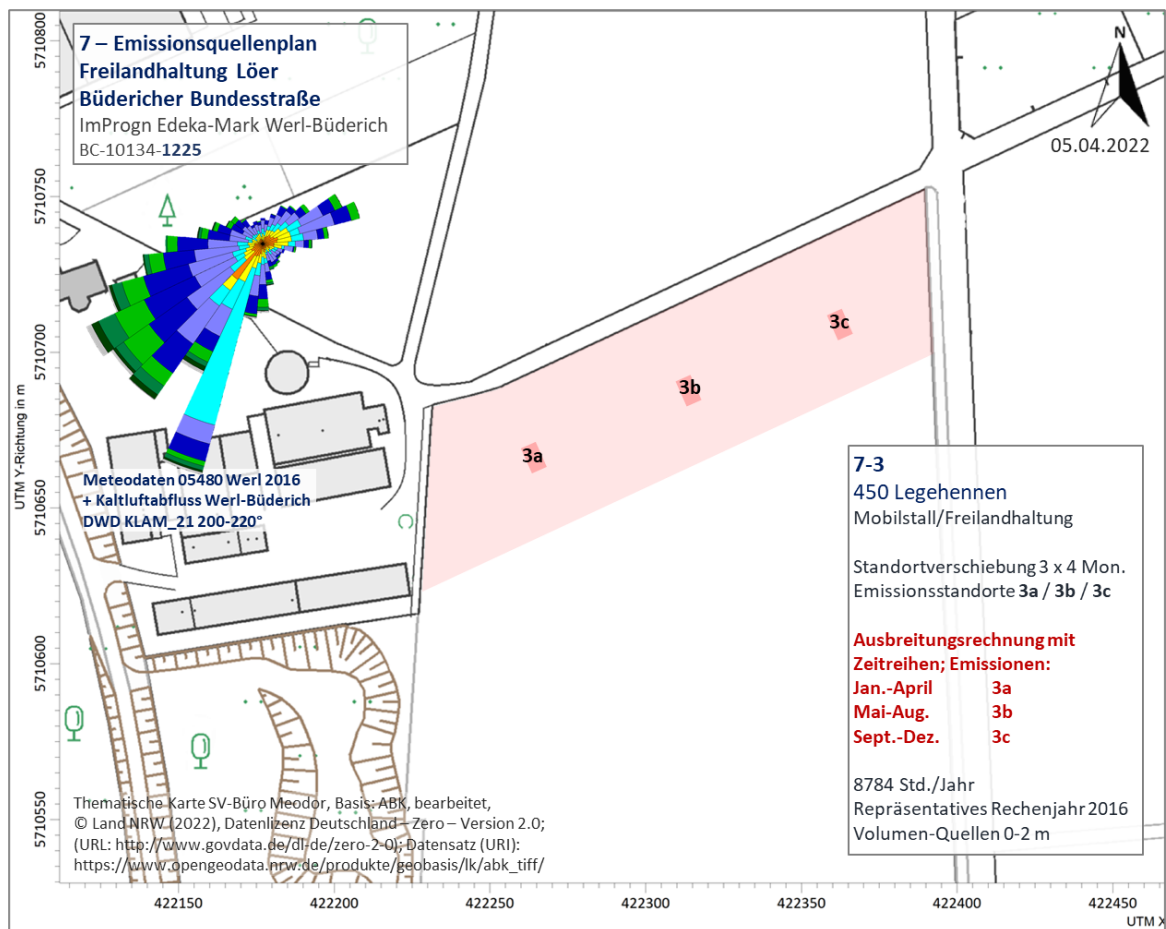 7 – Emissionsquellenplan
Freilandhaltung Löer
Büdericher Bundesstraße
ImProgn Edeka-Mark Werl-Büderich
BC-10134-1225
N
05.04.2022
UTM Y-Richtung in m
5710800
5710750
5710700
5710650
5710600
5710550
3c
3b
3a
Meteodaten 05480 Werl 2016
+ Kaltluftabfluss Werl-Büderich
DWD KLAM_21 200-220°
7-3
450 Legehennen
Mobilstall/Freilandhaltung
Standortverschiebung 3 x 4 Mon.
Emissionsstandorte 3a / 3b / 3c
Ausbreitungsrechnung mit
Zeitreihen; Emissionen:
Jan.-April 3a
Mai-Aug. 3b
Sept.-Dez. 3c
8784 Std./Jahr
Repräsentatives Rechenjahr 2016
Volumen-Quellen 0-2 m
Thematische Karte SV-Büro Meodor, Basis: ABK, bearbeitet,
© Land NRW (2022), Datenlizenz Deutschland – Zero – Version 2.0;
(URL: http://www.govdata.de/dl-de/zero-2-0); Datensatz (URI):
https://www.opengeodata.nrw.de/produkte/geobasis/lk/abk_tiff/
422150 422200 422250 422300 422350 422400 422450
UTM X